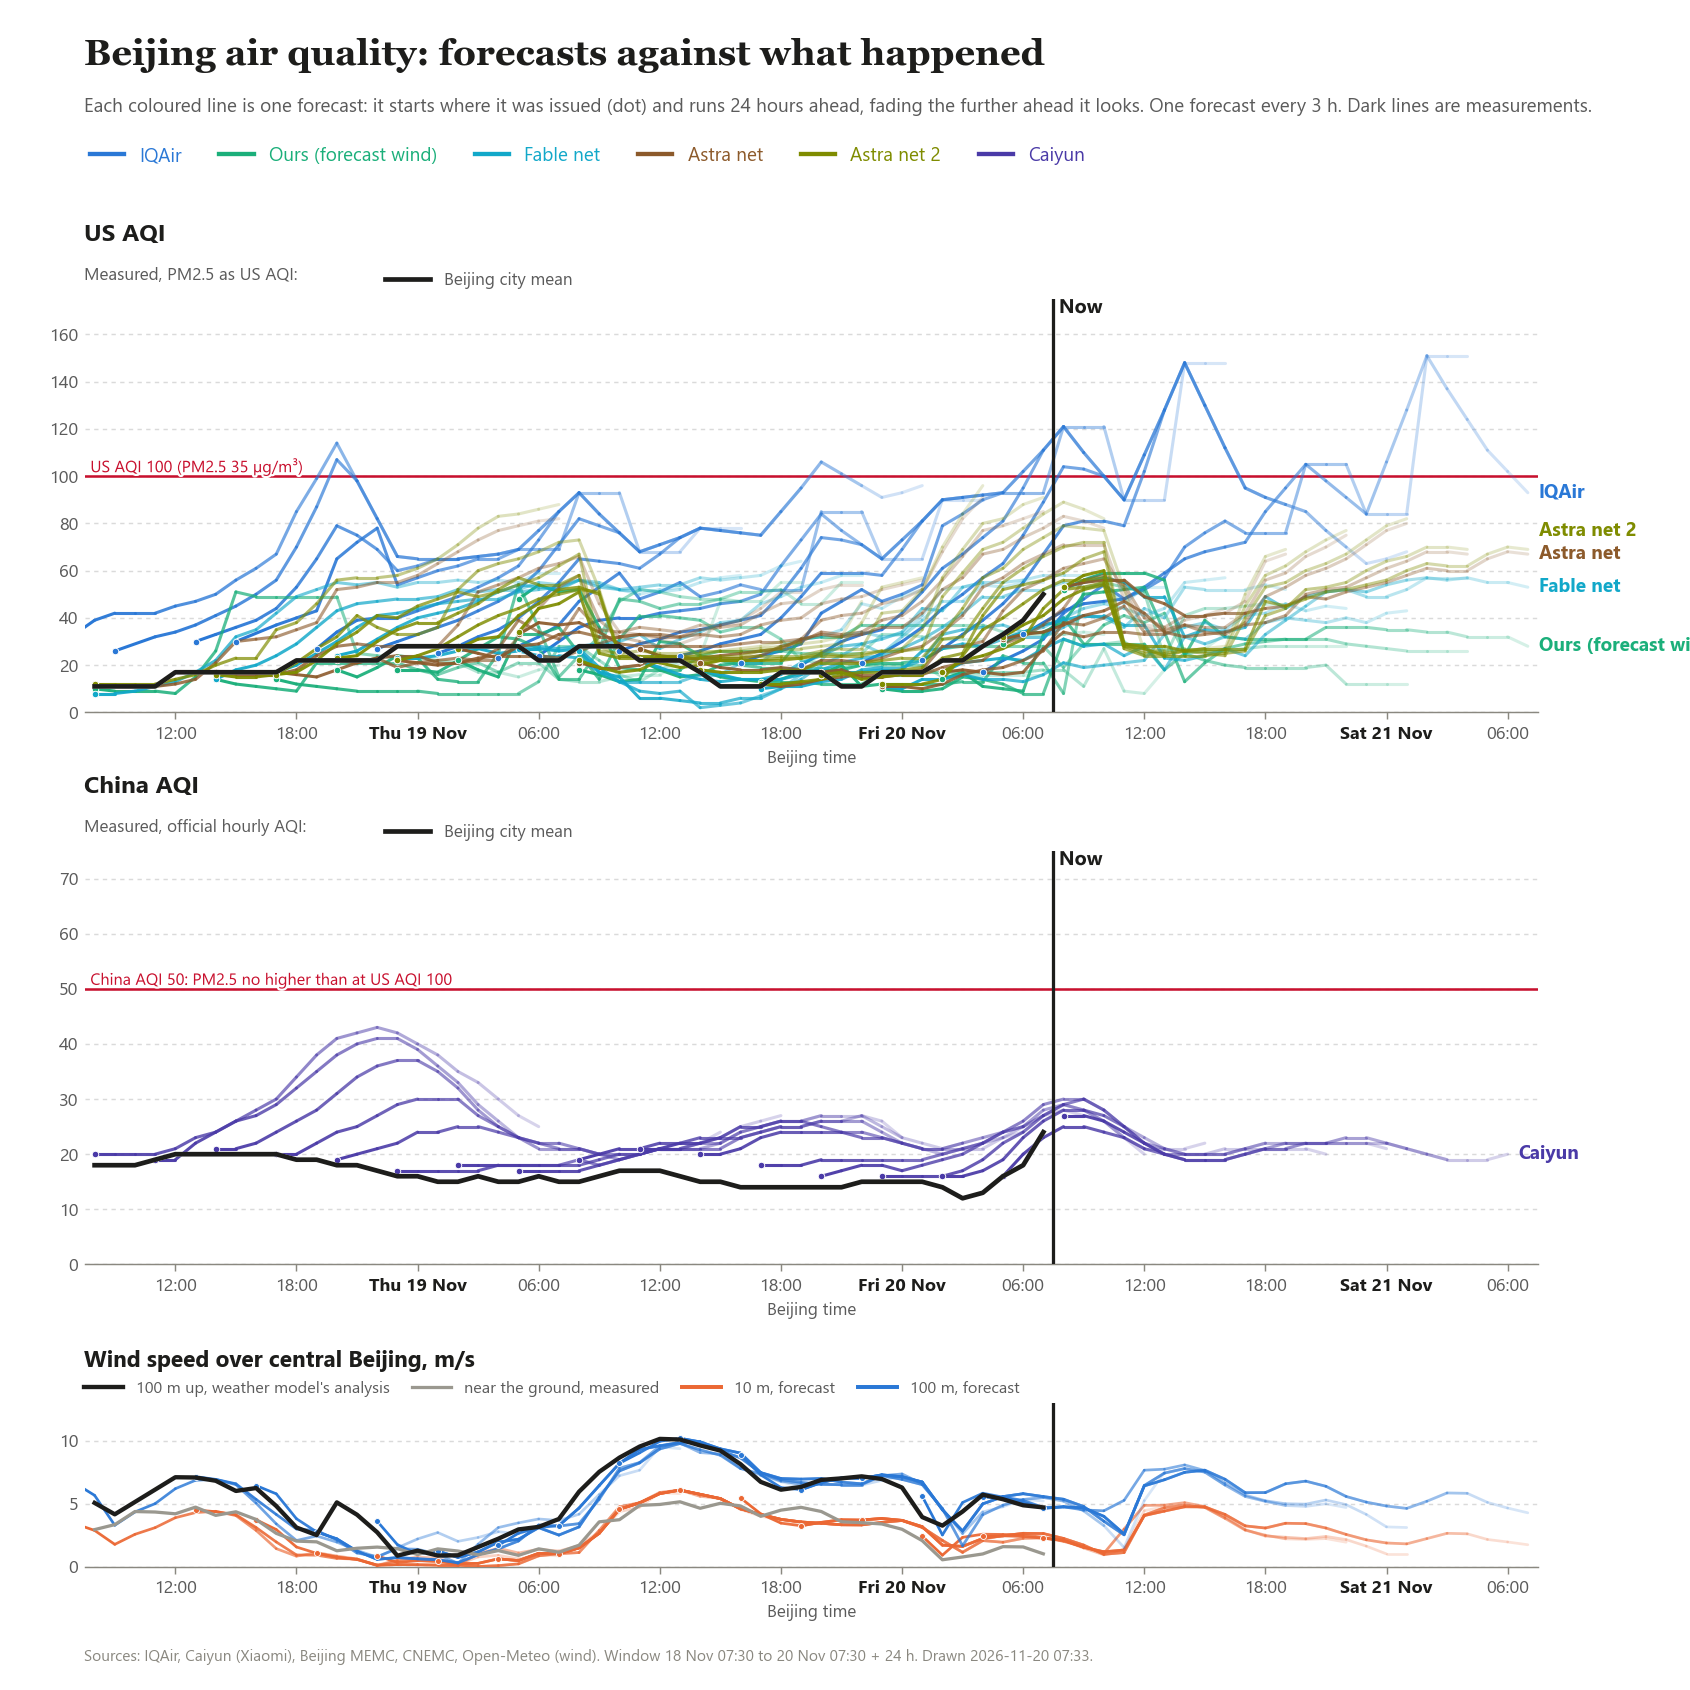 Beijing air quality: forecasts against what happened
Each coloured line is one forecast: it starts where it was issued (dot) and runs 24 hours ahead, fading the further ahead it looks. One forecast every 3 h. Dark lines are measurements.
IQAir Ours (forecast wind) Fable net Astra net Astra net 2 Caiyun
US AQI
Measured, PM2.5 as US AQI: Beijing city mean
Now
160
140
120
US AQI 100 (PM2.5 35 µg/m³)
100
IQAir
80
Astra net 2
Astra net
60
Fable net
40
Ours (forecast wi
20
0
12:00 18:00 Thu 19 Nov 06:00 12:00 18:00 Fri 20 Nov 06:00 12:00 18:00 Sat 21 Nov 06:00
Beijing time
China AQI
Measured, official hourly AQI: Beijing city mean
Now
70
60
China AQI 50: PM2.5 no higher than at US AQI 100
50
40
30
20
Caiyun
10
0
12:00 18:00 Thu 19 Nov 06:00 12:00 18:00 Fri 20 Nov 06:00 12:00 18:00 Sat 21 Nov 06:00
Beijing time
Wind speed over central Beijing, m/s
100 m up, weather model's analysis near the ground, measured 10 m, forecast 100 m, forecast
10
5
0
12:00 18:00 Thu 19 Nov 06:00 12:00 18:00 Fri 20 Nov 06:00 12:00 18:00 Sat 21 Nov 06:00
Beijing time
Sources: IQAir, Caiyun (Xiaomi), Beijing MEMC, CNEMC, Open-Meteo (wind). Window 18 Nov 07:30 to 20 Nov 07:30 + 24 h. Drawn 2026-11-20 07:33.